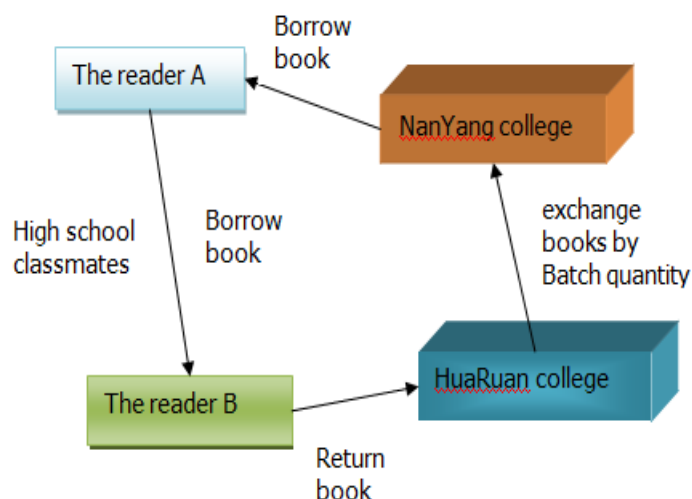 Borrow
book
The reader A
NanYang college
High school
classmates
Borrow
book
exchange
books by
Batch quantity
HuaRuan college
The reader B
Return
book